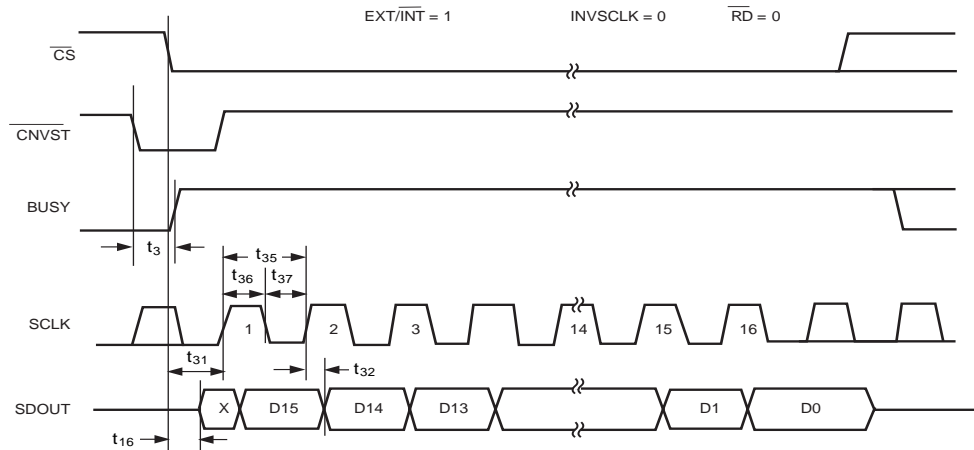 EXT/INT = 1 INVSCLK = 0 RD = 0
CS
CNVST
BUSY
t3
t35
t36 t37
SCLK
1 2 3 14 15 16
t31
t32
SDOUT
X D15 D14 D13 D1 D0
t16